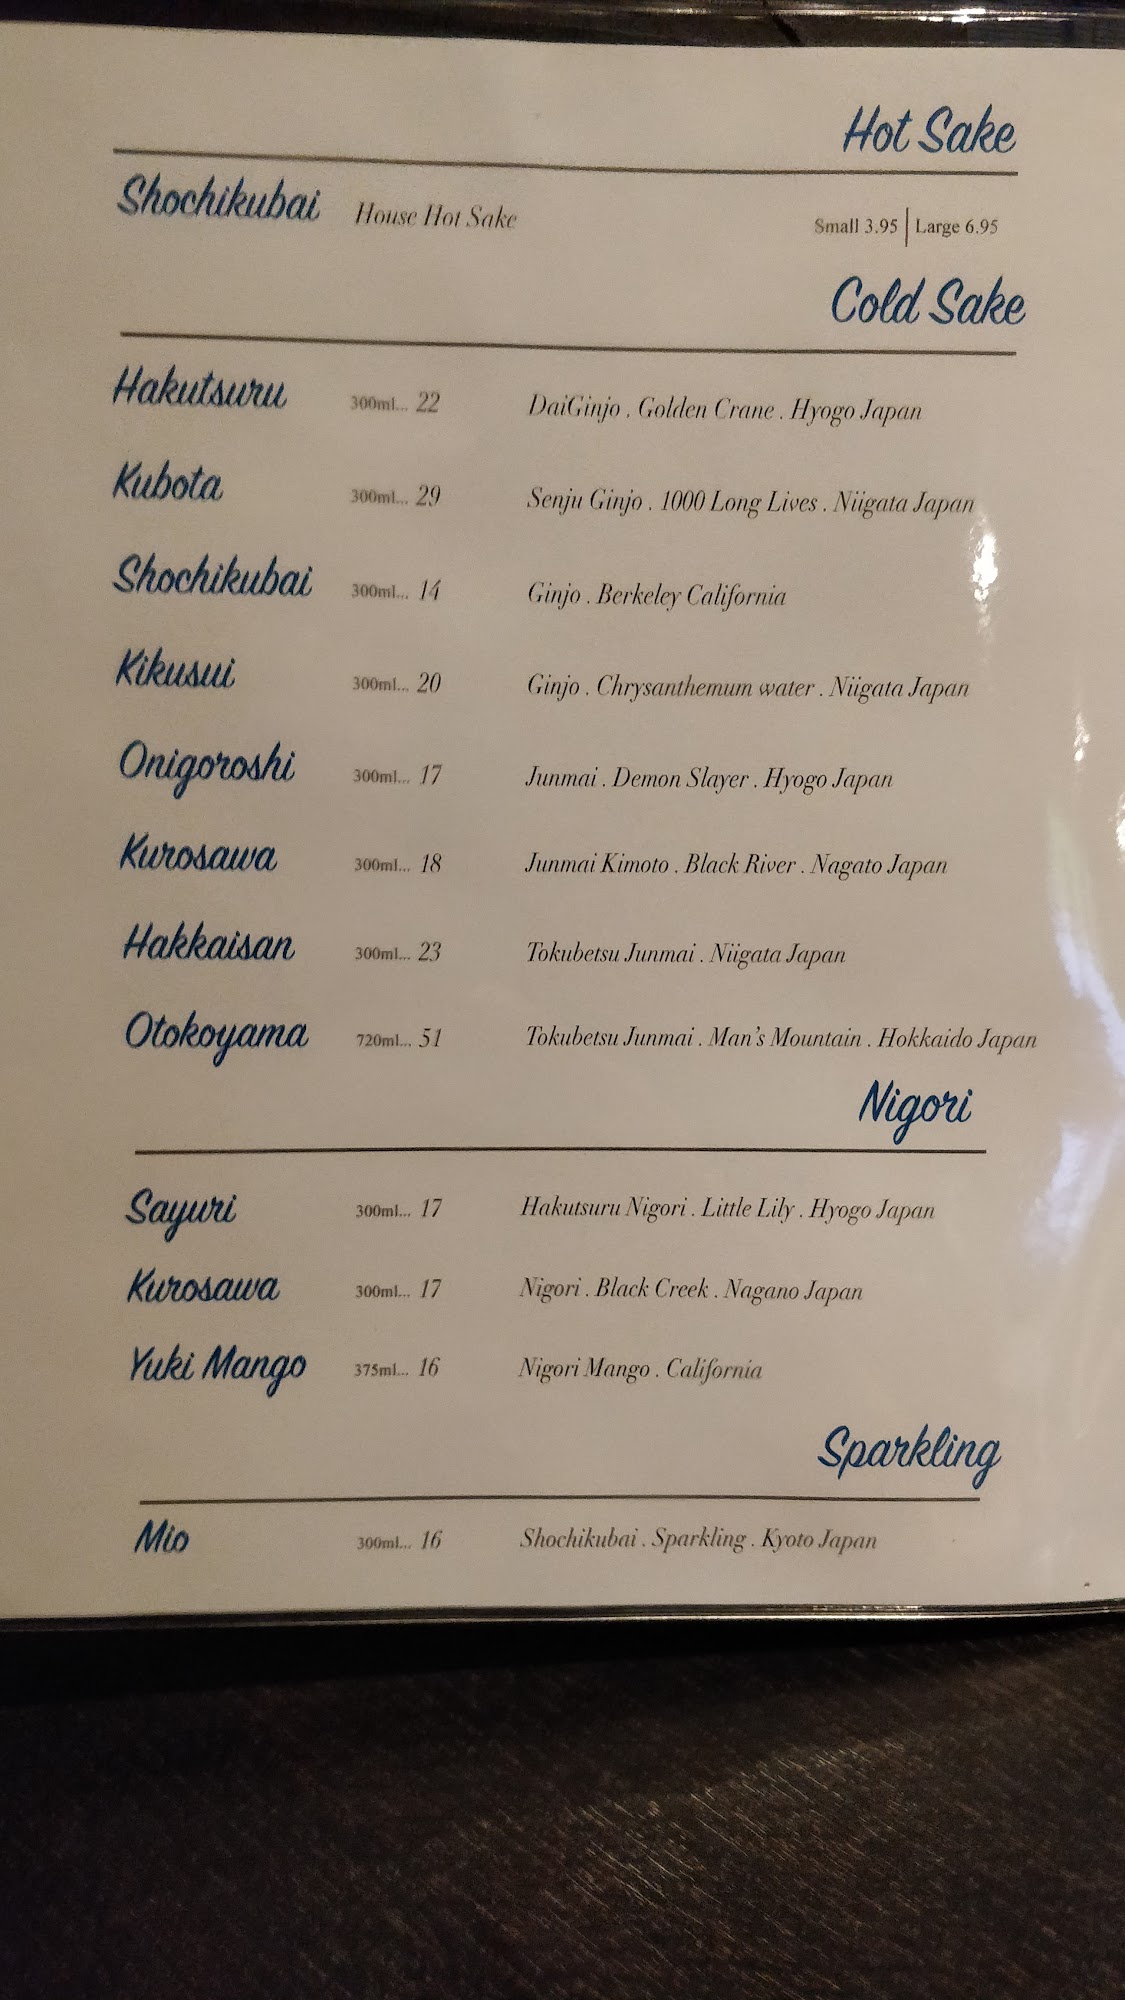 Hot Sake
Shochikubai House Hot Sake Small 3.95 | Large 6.95
Cold Sake
Hakutsuru 300ml... 22 DaiGinjo . Golden Crane . Hyogo Japan
Kubota 300ml... 29 Senju Ginjo . 1000 Long Lives . Niigata Japan
Shochikubai 300ml... 14 Ginjo . Berkeley California
Kikusui 300ml... 20 Ginjo . Chrysanthemum water . Niigata Japan
Onigoroshi 300ml... 17 Junmai . Demon Slayer . Hyogo Japan
Kurosawa 300ml... 18 Junmai Kimoto . Black River . Nagato Japan
Hakkaisan 300ml... 23 Tokubetsu Junmai . Niigata Japan
Otokoyama 720ml... 51 Tokubetsu Junmai . Man's Mountain . Hokkaido Japan
Nigori
Sayuri 300ml... 17 Hakutsuru Nigori . Little Lily . Hyogo Japan
Kurosawa 300ml... 17 Nigori . Black Creek . Nagano Japan
Yuki Mango 375ml... 16 Nigori Mango . California
Sparkling
Mio 300ml... 16 Shochikubai . Sparkling . Kyoto Japan